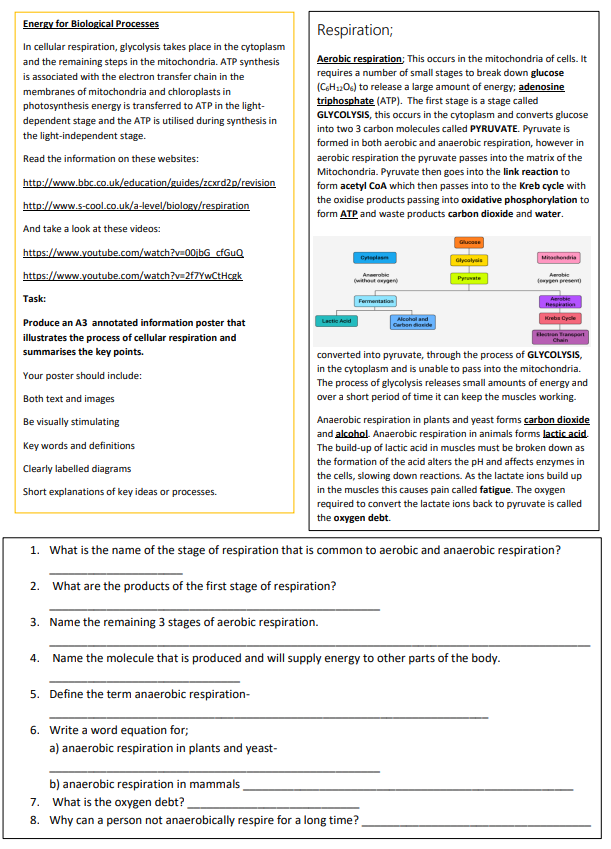 Energy for Biological Processes
In cellular respiration, glycolysis takes place in the cytoplasm
and the remaining steps in the mitochondria. ATP synthesis
is associated with the electron transfer chain in the
membranes of mitochondria and chloroplasts in
photosynthesis energy is transferred to ATP in the light-
dependent stage and the ATP is utilised during synthesis in
the light-independent stage.
Read the information on these websites:
http://www.bbc.co.uk/education/guides/zcxrd2p/revision
http://www.s-cool.co.uk/a-level/biology/respiration
And take a look at these videos:
https://www.youtube.com/watch?v=00jbG_cfGuQ
https://www.youtube.com/watch?v=2f7YwCtHcgk
Task:
Produce an A3 annotated information poster that
illustrates the process of cellular respiration and
summarises the key points.
Your poster should include:
Both text and images
Be visually stimulating
Key words and definitions
Clearly labelled diagrams
Short explanations of key ideas or processes.
Respiration;
Aerobic respiration; This occurs in the mitochondria of cells. It
requires a number of small stages to break down glucose
(C₆H₁₂O₆) to release a large amount of energy; adenosine
triphosphate (ATP). The first stage is a stage called
GLYCOLYSIS, this occurs in the cytoplasm and converts glucose
into two 3 carbon molecules called PYRUVATE. Pyruvate is
formed in both aerobic and anaerobic respiration, however in
aerobic respiration the pyruvate passes into the matrix of the
Mitochondria. Pyruvate then goes into the link reaction to
form acetyl CoA which then passes into to the Kreb cycle with
the oxidise products passing into oxidative phosphorylation to
form ATP and waste products carbon dioxide and water.
Glucose
Cytoplasm
Glycolysis
Mitochondria
Anaerobic
(without oxygen)
Pyruvate
Aerobic
(oxygen present)
Fermentation
Aerobic
Respiration
Lactic Acid
Alcohol and
Carbon dioxide
Krebs Cycle
Electron Transport
Chain
converted into pyruvate, through the process of GLYCOLYSIS,
in the cytoplasm and is unable to pass into the mitochondria.
The process of glycolysis releases small amounts of energy and
over a short period of time it can keep the muscles working.
Anaerobic respiration in plants and yeast forms carbon dioxide
and alcohol. Anaerobic respiration in animals forms lactic acid.
The build-up of lactic acid in muscles must be broken down as
the formation of the acid alters the pH and affects enzymes in
the cells, slowing down reactions. As the lactate ions build up
in the muscles this causes pain called fatigue. The oxygen
required to convert the lactate ions back to pyruvate is called
the oxygen debt.
1. What is the name of the stage of respiration that is common to aerobic and anaerobic respiration?
2. What are the products of the first stage of respiration?
3. Name the remaining 3 stages of aerobic respiration.
4. Name the molecule that is produced and will supply energy to other parts of the body.
5. Define the term anaerobic respiration-
6. Write a word equation for;
a) anaerobic respiration in plants and yeast-
b) anaerobic respiration in mammals
7. What is the oxygen debt?
8. Why can a person not anaerobically respire for a long time?